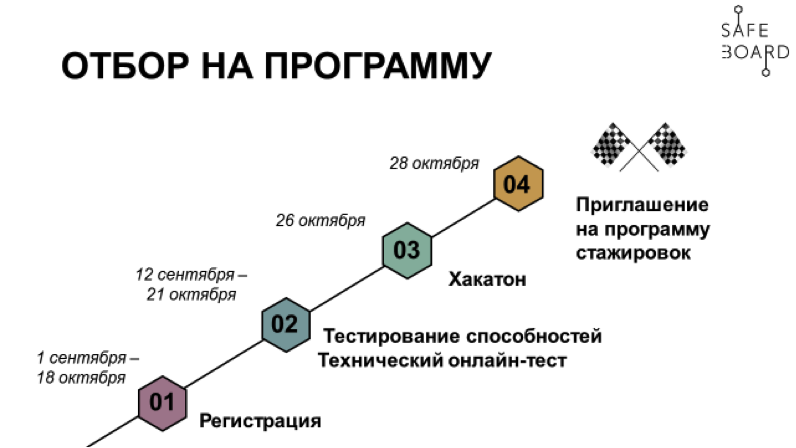 SAFE
BOARD
ОТБОР НА ПРОГРАММУ
28 октября
04
Приглашение
на программу
стажировок
26 октября
03
Хакатон
12 сентября –
21 октября
02
Тестирование способностей
Технический онлайн-тест
1 сентября –
18 октября
01
Регистрация